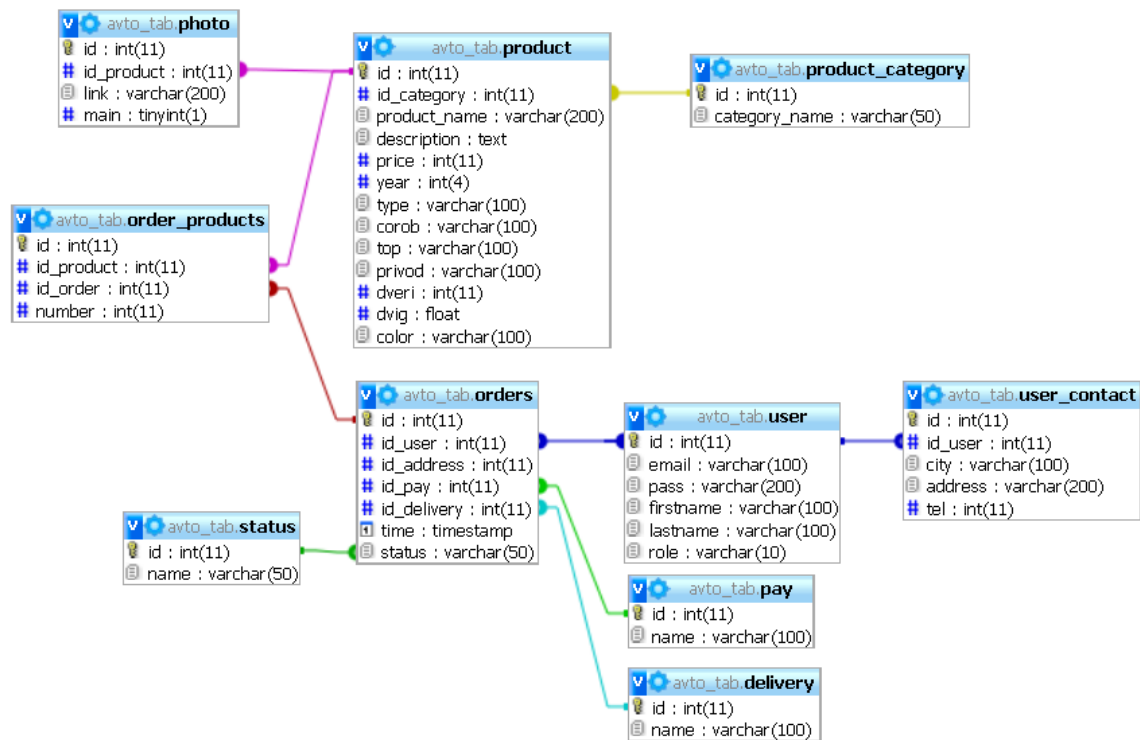 avto_tab.photo
id : int(11)
id_product : int(11)
link : varchar(200)
main : tinyint(1)
avto_tab.product
id : int(11)
id_category : int(11)
product_name : varchar(200)
description : text
price : int(11)
year : int(4)
type : varchar(100)
corob : varchar(100)
top : varchar(100)
privod : varchar(100)
dveri : int(11)
dvig : float
color : varchar(100)
avto_tab.product_category
id : int(11)
category_name : varchar(50)
avto_tab.order_products
id : int(11)
id_product : int(11)
id_order : int(11)
number : int(11)
avto_tab.orders
id : int(11)
id_user : int(11)
id_address : int(11)
id_pay : int(11)
id_delivery : int(11)
time : timestamp
status : varchar(50)
avto_tab.user
id : int(11)
email : varchar(100)
pass : varchar(200)
firstname : varchar(100)
lastname : varchar(100)
role : varchar(10)
avto_tab.user_contact
id : int(11)
id_user : int(11)
city : varchar(100)
address : varchar(200)
tel : int(11)
avto_tab.status
id : int(11)
name : varchar(50)
avto_tab.pay
id : int(11)
name : varchar(100)
avto_tab.delivery
id : int(11)
name : varchar(100)